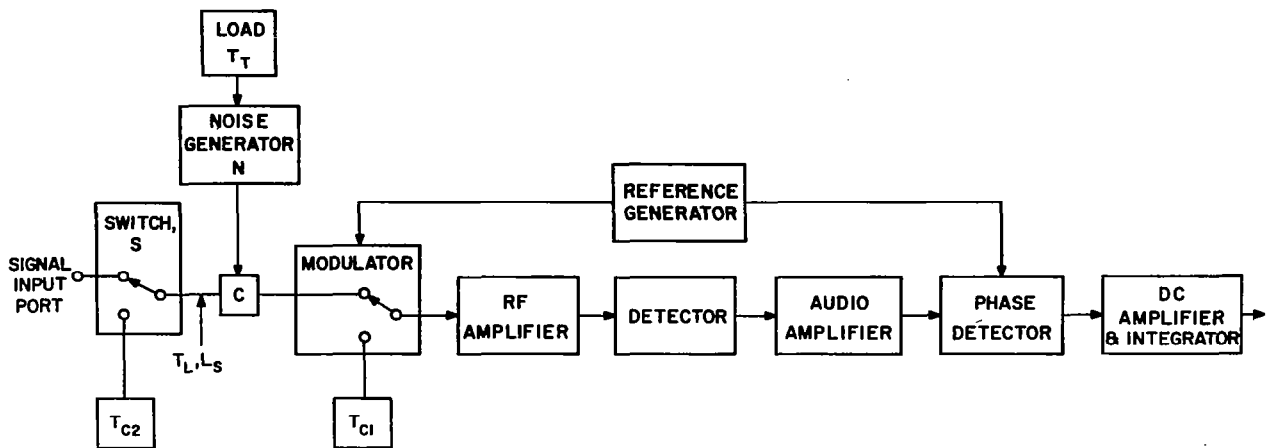 LOAD
T_T
NOISE
GENERATOR
N
REFERENCE
GENERATOR
SWITCH,
S
SIGNAL
INPUT
PORT
C
MODULATOR
RF
AMPLIFIER
DETECTOR
AUDIO
AMPLIFIER
PHASE
DETECTOR
DC
AMPLIFIER
& INTEGRATOR
T_L, L_S
T_C2
T_C1